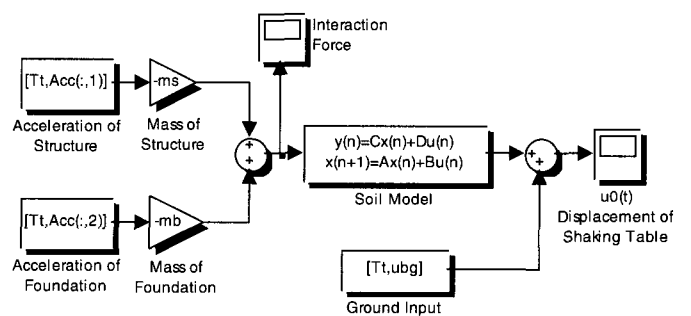 Interaction
Force
[Tt,Acc(:,1)]
-ms
Acceleration of
Structure
Mass of
Structure
+
+
y(n)=Cx(n)+Du(n)
x(n+1)=Ax(n)+Bu(n)
Soil Model
+
+
u0(t)
Displacement of
Shaking Table
[Tt,Acc(:,2)]
-mb
Acceleration of
Foundation
Mass of
Foundation
[Tt,ubg]
Ground Input